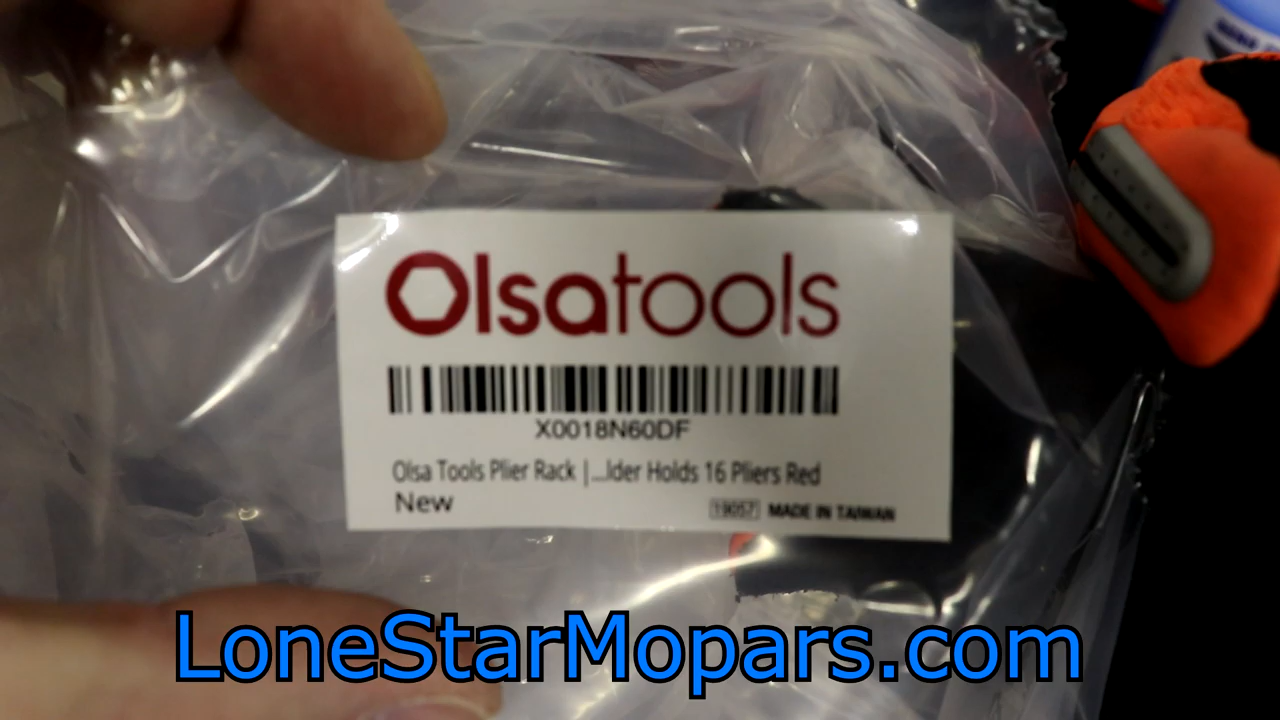 Olsatools
X0018N60DF
Olsa Tools Plier Rack |...lder Holds 16 Pliers Red
New
19057 MADE IN TAIWAN
LoneStarMopars.com